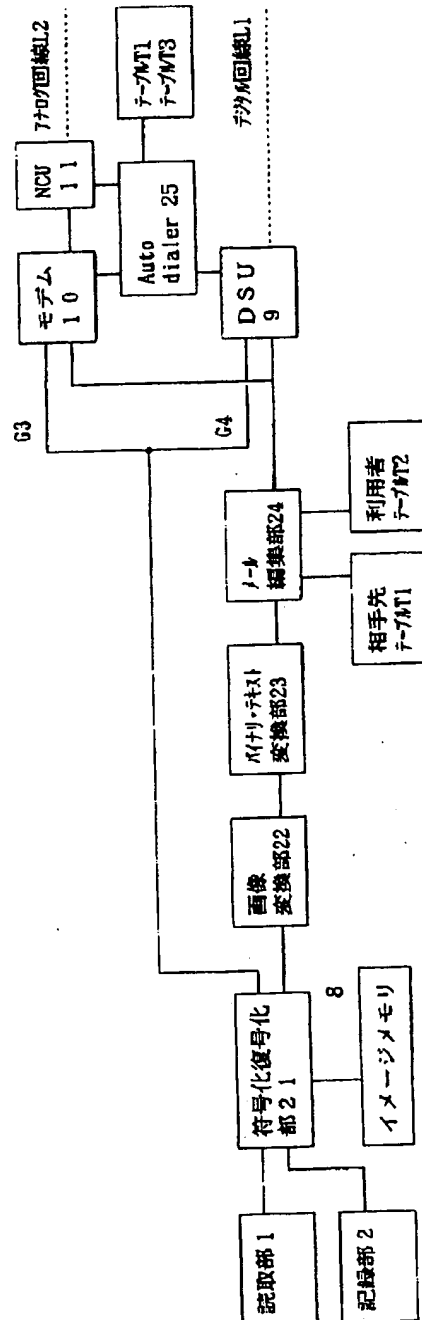 読取部 1
記録部 2
符号化復号化
部 2 1
8
イメージメモリ
画像
変換部22
バイナリ・テキスト
変換部23
メール
編集部24
相手先
テーブルT1
利用者
テーブルT2
G3
G4
モデム
1 0
NCU
1 1
アナログ回線L2
Auto
dialer 25
テーブルT1
テーブルT3
DSU
9
デジタル回線L1